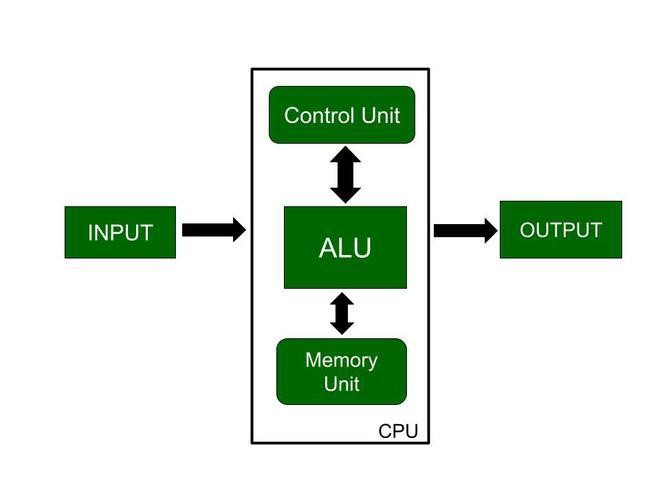 Control Unit
INPUT
ALU
OUTPUT
Memory
Unit
CPU